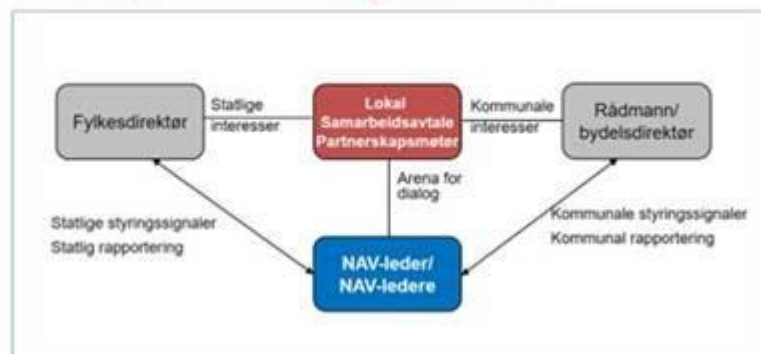 Fylkesdirektør
Statlige
interesser
Lokal
Samarbeidsavtale
Partnerskapsmøter
Kommunale
interesser
Rådmann/
bydelsdirektør
Arena for
dialog
Statlige styringssignaler
Statlig rapportering
Kommunale styringssignaler
Kommunal rapportering
NAV-leder/
NAV-ledere